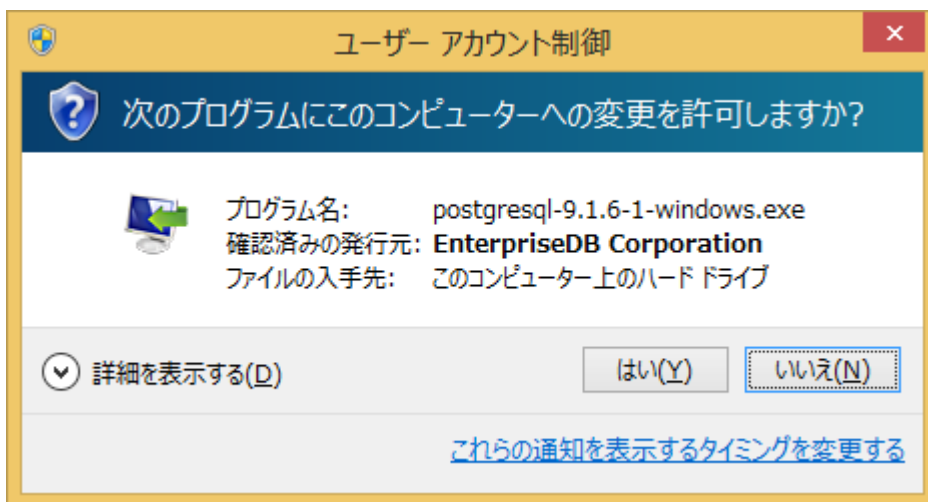 ユーザー アカウント制御
次のプログラムにこのコンピューターへの変更を許可しますか?
プログラム名: postgresql-9.1.6-1-windows.exe
確認済みの発行元: EnterpriseDB Corporation
ファイルの入手先: このコンピューター上のハード ドライブ
詳細を表示する(D) はい(Y) いいえ(N)
これらの通知を表示するタイミングを変更する